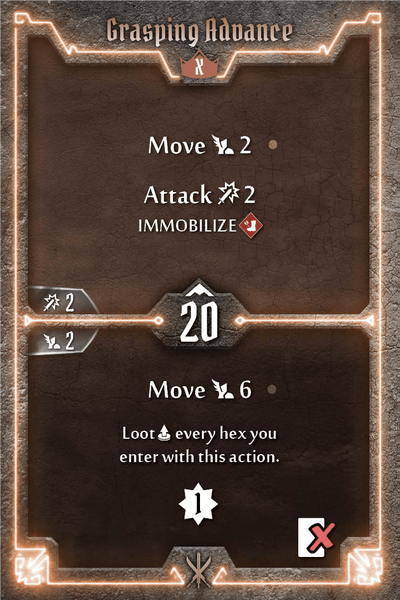 Grasping Advance
X
Move 2
Attack 2
IMMOBILIZE
2
20
2
Move 6
Loot every hex you
enter with this action.
1